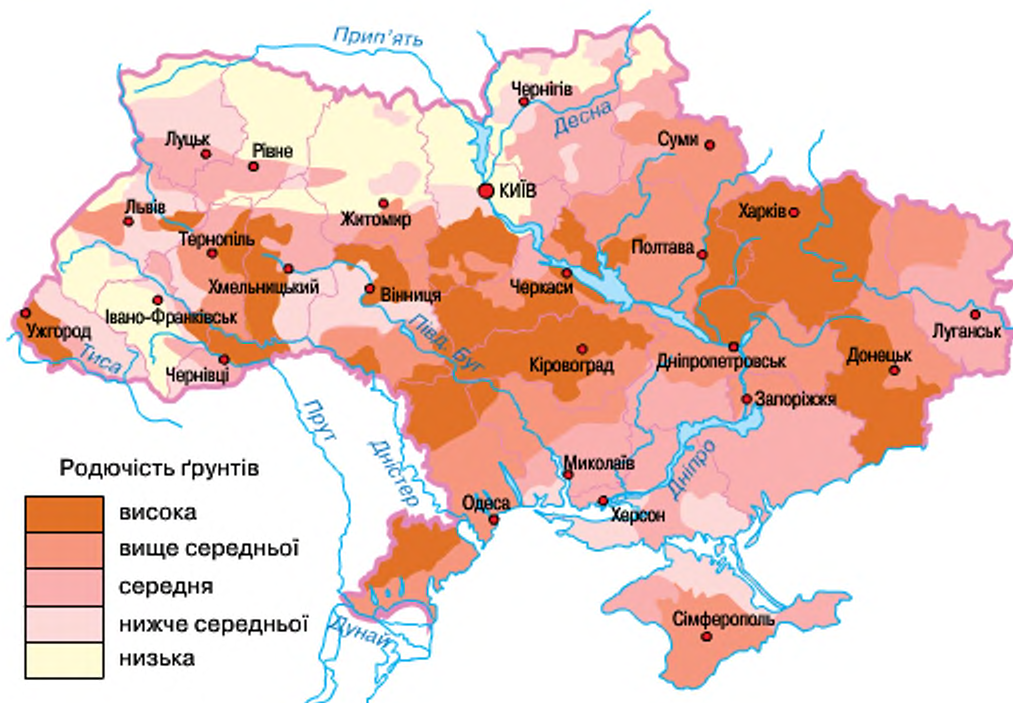 Прип'ять
Чернігів
Десна
Луцьк
Рівне
Суми
КИЇВ
Львів
Житомир
Харків
Тернопіль
Полтава
Хмельницький
Вінниця
Черкаси
Івано-Франківськ
Ужгород
Півд. Буг
Луганськ
Тиса
Чернівці
Кіровоград
Дніпропетровськ
Донецьк
Запоріжжя
Прут
Дністер
Родючість ґрунтів
Миколаїв
Дніпро
Одеса
Херсон
висока
вище середньої
середня
нижче середньої
низька
Дунай
Сімферополь